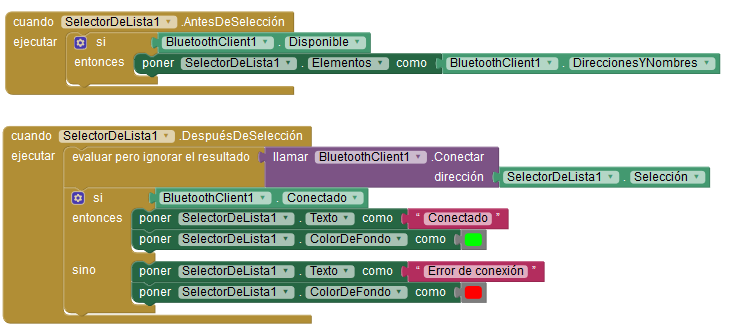 cuando SelectorDeLista1 .AntesDeSelección
ejecutar si BluetoothClient1 . Disponible
entonces poner SelectorDeLista1 . Elementos como BluetoothClient1 . DireccionesYNombres
cuando SelectorDeLista1 .DespuésDeSelección
ejecutar evaluar pero ignorar el resultado llamar BluetoothClient1 .Conectar
dirección SelectorDeLista1 . Selección
si BluetoothClient1 . Conectado
entonces poner SelectorDeLista1 . Texto como “ Conectado ”
poner SelectorDeLista1 . ColorDeFondo como
sino poner SelectorDeLista1 . Texto como “ Error de conexión ”
poner SelectorDeLista1 . ColorDeFondo como